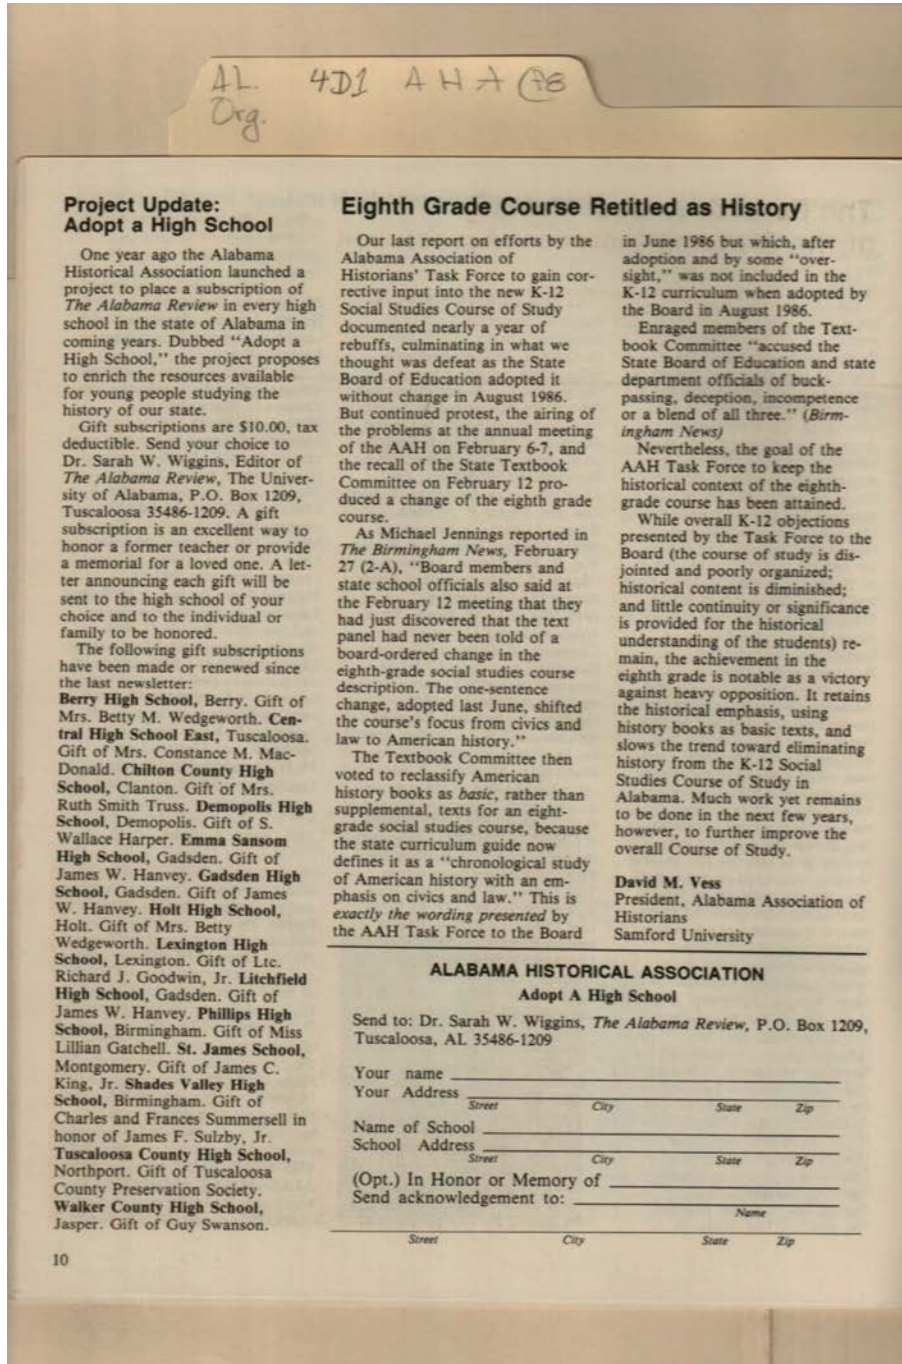 AL. 4D1 A H A 78
Org.
Project Update:
Adopt a High School
One year ago the Alabama
Historical Association launched a
project to place a subscription of
The Alabama Review in every high
school in the state of Alabama in
coming years. Dubbed "Adopt a
High School," the project proposes
to enrich the resources available
for young people studying the
history of our state.
Gift subscriptions are $10.00, tax
deductible. Send your choice to
Dr. Sarah W. Wiggins, Editor of
The Alabama Review, The Univer-
sity of Alabama, P.O. Box 1209,
Tuscaloosa 35486-1209. A gift
subscription is an excellent way to
honor a former teacher or provide
a memorial for a loved one. A let-
ter announcing each gift will be
sent to the high school of your
choice and to the individual or
family to be honored.
The following gift subscriptions
have been made or renewed since
the last newsletter:
Berry High School, Berry. Gift of
Mrs. Betty M. Wedgeworth. Cen-
tral High School East, Tuscaloosa.
Gift of Mrs. Constance M. Mac-
Donald. Chilton County High
School, Clanton. Gift of Mrs.
Ruth Smith Truss. Demopolis High
School, Demopolis. Gift of S.
Wallace Harper. Emma Sansom
High School, Gadsden. Gift of
James W. Hanvey. Gadsden High
School, Gadsden. Gift of James
W. Hanvey. Holt High School,
Holt. Gift of Mrs. Betty
Wedgeworth. Lexington High
School, Lexington. Gift of Ltc.
Richard J. Goodwin, Jr. Litchfield
High School, Gadsden. Gift of
James W. Hanvey. Phillips High
School, Birmingham. Gift of Miss
Lillian Gatchell. St. James School,
Montgomery. Gift of James C.
King, Jr. Shades Valley High
School, Birmingham. Gift of
Charles and Frances Summersell in
honor of James F. Sulzby, Jr.
Tuscaloosa County High School,
Northport. Gift of Tuscaloosa
County Preservation Society.
Walker County High School,
Jasper. Gift of Guy Swanson.
10
Eighth Grade Course Retitled as History
Our last report on efforts by the
Alabama Association of
Historians' Task Force to gain cor-
rective input into the new K-12
Social Studies Course of Study
documented nearly a year of
rebuffs, culminating in what we
thought was defeat as the State
Board of Education adopted it
without change in August 1986.
But continued protest, the airing of
the problems at the annual meeting
of the AAH on February 6-7, and
the recall of the State Textbook
Committee on February 12 pro-
duced a change of the eighth grade
course.
As Michael Jennings reported in
The Birmingham News, February
27 (2-A), "Board members and
state school officials also said at
the February 12 meeting that they
had just discovered that the text
panel had never been told of a
board-ordered change in the
eighth-grade social studies course
description. The one-sentence
change, adopted last June, shifted
the course's focus from civics and
law to American history."
The Textbook Committee then
voted to reclassify American
history books as basic, rather than
supplemental, texts for an eight-
grade social studies course, because
the state curriculum guide now
defines it as a "chronological study
of American history with an em-
phasis on civics and law." This is
exactly the wording presented by
the AAH Task Force to the Board
in June 1986 but which, after
adoption and by some "over-
sight," was not included in the
K-12 curriculum when adopted by
the Board in August 1986.
Enraged members of the Text-
book Committee "accused the
State Board of Education and state
department officials of buck-
passing, deception, incompetence
or a blend of all three." (Birm-
ingham News)
Nevertheless, the goal of the
AAH Task Force to keep the
historical context of the eighth-
grade course has been attained.
While overall K-12 objections
presented by the Task Force to the
Board (the course of study is dis-
jointed and poorly organized;
historical content is diminished;
and little continuity or significance
is provided for the historical
understanding of the students) re-
main, the achievement in the
eighth grade is notable as a victory
against heavy opposition. It retains
the historical emphasis, using
history books as basic texts, and
slows the trend toward eliminating
history from the K-12 Social
Studies Course of Study in
Alabama. Much work yet remains
to be done in the next few years,
however, to further improve the
overall Course of Study.
David M. Vess
President, Alabama Association of
Historians
Samford University
ALABAMA HISTORICAL ASSOCIATION
Adopt A High School
Send to: Dr. Sarah W. Wiggins, The Alabama Review, P.O. Box 1209,
Tuscaloosa, AL 35486-1209
Your name
Your Address
Street City State Zip
Name of School
School Address
Street City State Zip
(Opt.) In Honor or Memory of
Send acknowledgement to:
Name
Street City State Zip